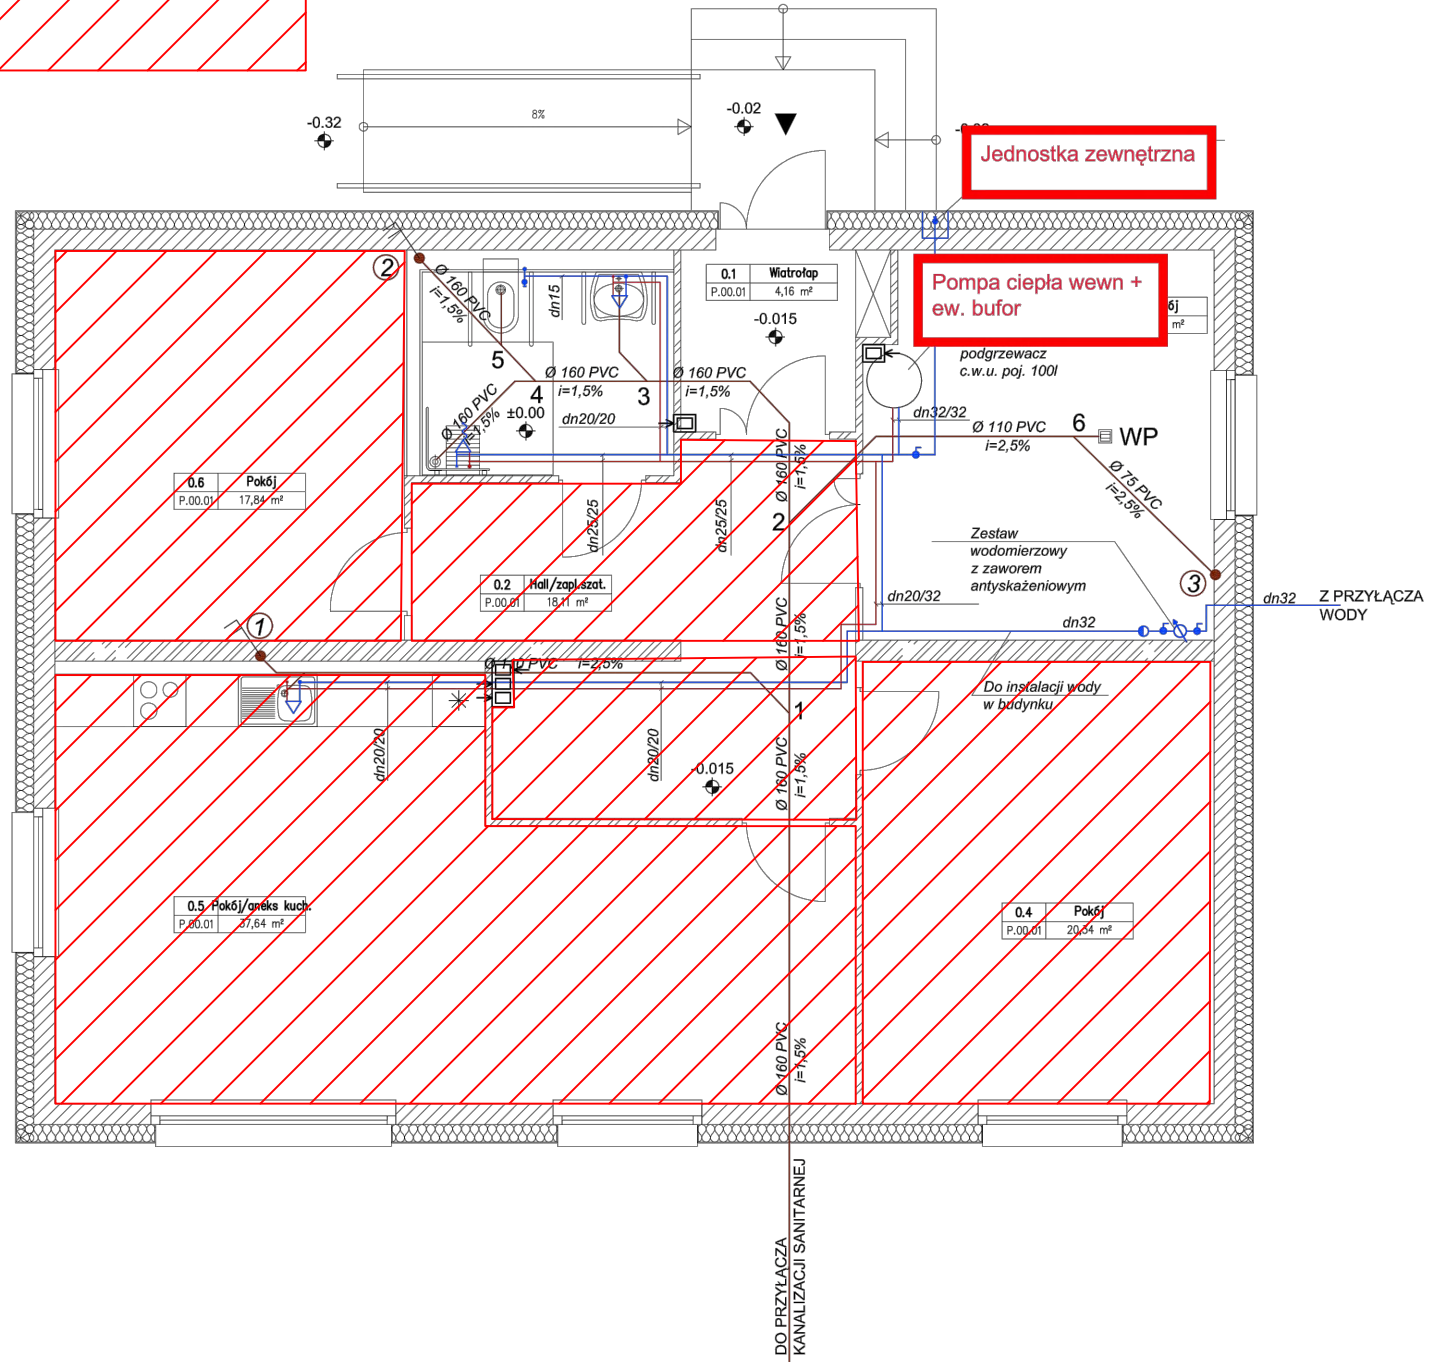 8%
-0.32
-0.02
Jednostka zewnętrzna
Pompa ciepła wewn +
ew. bufor
0.1 Wiatrołap
P.00.01 4,16 m²
-0.015
ój
m²
podgrzewacz
c.w.u. poj. 100l
2
Ø 160 PVC
i=1,5%
dn15
5
4
3
Ø 160 PVC
i=1,5%
Ø 160 PVC
i=1,5%
Ø 160 PVC
i=1,5%
±0.00
dn20/20
dn32/32
Ø 110 PVC
i=2,5%
6
WP
Ø 75 PVC
i=2,5%
Ø 160 PVC
i=1,5%
2
dn25/25
dn25/25
0.6 Pokój
P.00.01 17,84 m²
Zestaw
wodomierzowy
z zaworem
antyskażeniowym
3
0.2 Hall/zapl.szat.
P.00.01 18,11 m²
dn20/32
dn32
dn32
Z PRZYŁĄCZA
WODY
1
Ø 160 PVC
i=1,5%
Ø 110 PVC i=2,5%
Do instalacji wody
w budynku
1
dn20/20
dn20/20
-0.015
Ø 160 PVC
i=1,5%
0.5 Pokój/aneks kuch.
P.00.01 37,64 m²
0.4 Pokój
P.00.01 20,54 m²
Ø 160 PVC
i=1,5%
DO PRZYŁĄCZA
KANALIZACJI SANITARNEJ